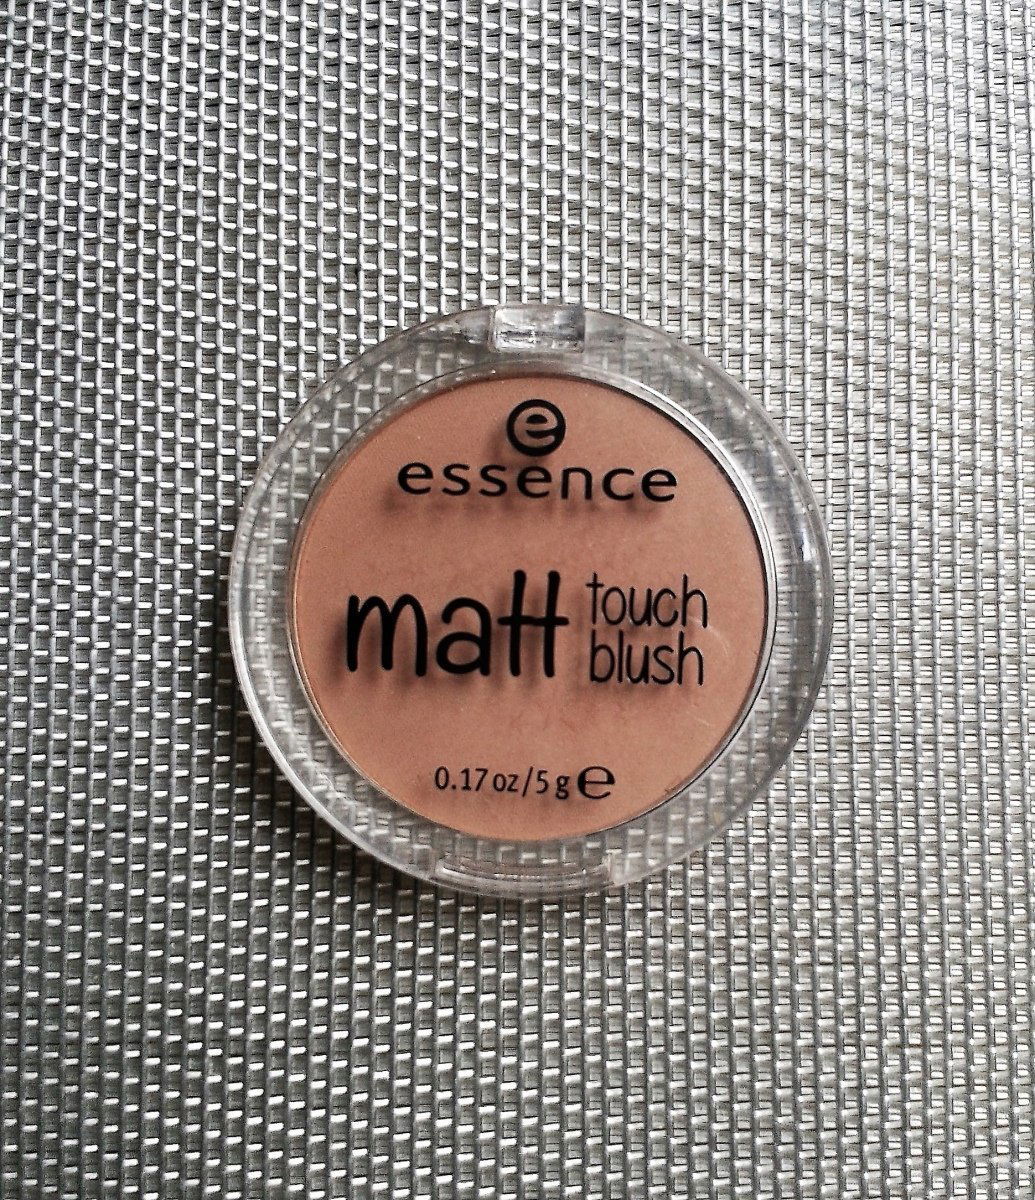 e
essence
matt touch
blush
0.17 oz/5 g ℮